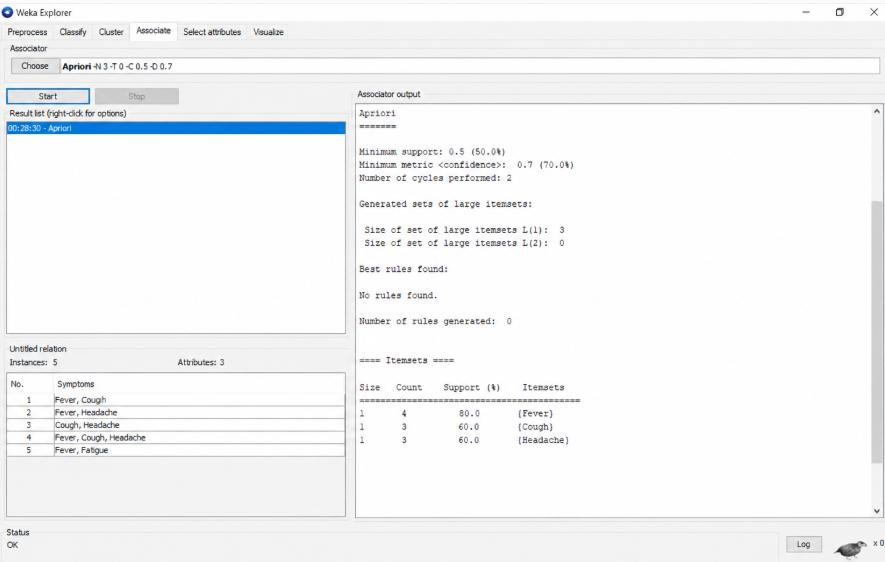 Weka Explorer
Preprocess Classify Cluster Associate Select attributes Visualize
Associator
Choose Apriori -N 3 -T 0 -C 0.5 -D 0.7
Start Stop
Result list (right-click for options)
00:28:30 - Apriori
Untitled relation
Instances: 5 Attributes: 3
No. Symptoms
1 Fever, Cough
2 Fever, Headache
3 Cough, Headache
4 Fever, Cough, Headache
5 Fever, Fatigue
Associator output
Apriori
=======
Minimum support: 0.5 (50.0%)
Minimum metric <confidence>: 0.7 (70.0%)
Number of cycles performed: 2
Generated sets of large itemsets:
Size of set of large itemsets L(1): 3
Size of set of large itemsets L(2): 0
Best rules found:
No rules found.
Number of rules generated: 0
==== Itemsets ====
Size Count Support (%) Itemsets
===========================================
1 4 80.0 {Fever}
1 3 60.0 {Cough}
1 3 60.0 {Headache}
Status
OK
Log x 0